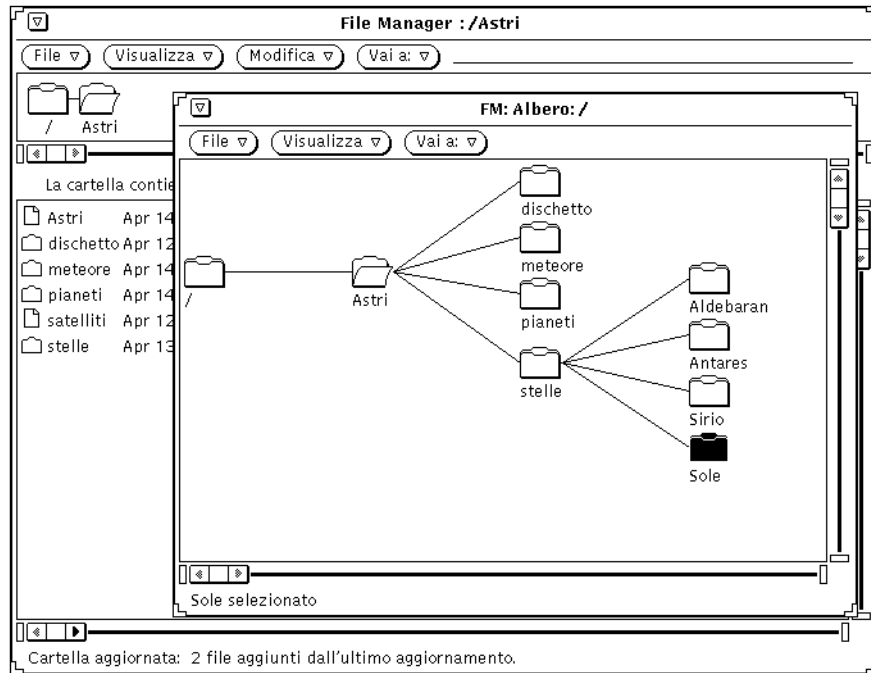 File Manager : /Astri
File Visualizza Modifica Vai a:
/ Astri
La cartella contie
Astri Apr 14
dischetto Apr 12
meteore Apr 14
pianeti Apr 14
satelliti Apr 12
stelle Apr 13
FM: Albero: /
File Visualizza Vai a:
/
Astri
dischetto
meteore
pianeti
stelle
Aldebaran
Antares
Sirio
Sole
Sole selezionato
Cartella aggiornata: 2 file aggiunti dall'ultimo aggiornamento.